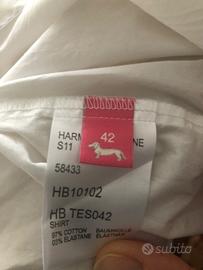 42
HARM NE
S11
58433
HB10102
HB TES042
SHIRT
97% COTTON BAUMWOLLE
03% ELASTANE ELASTHAN
subito